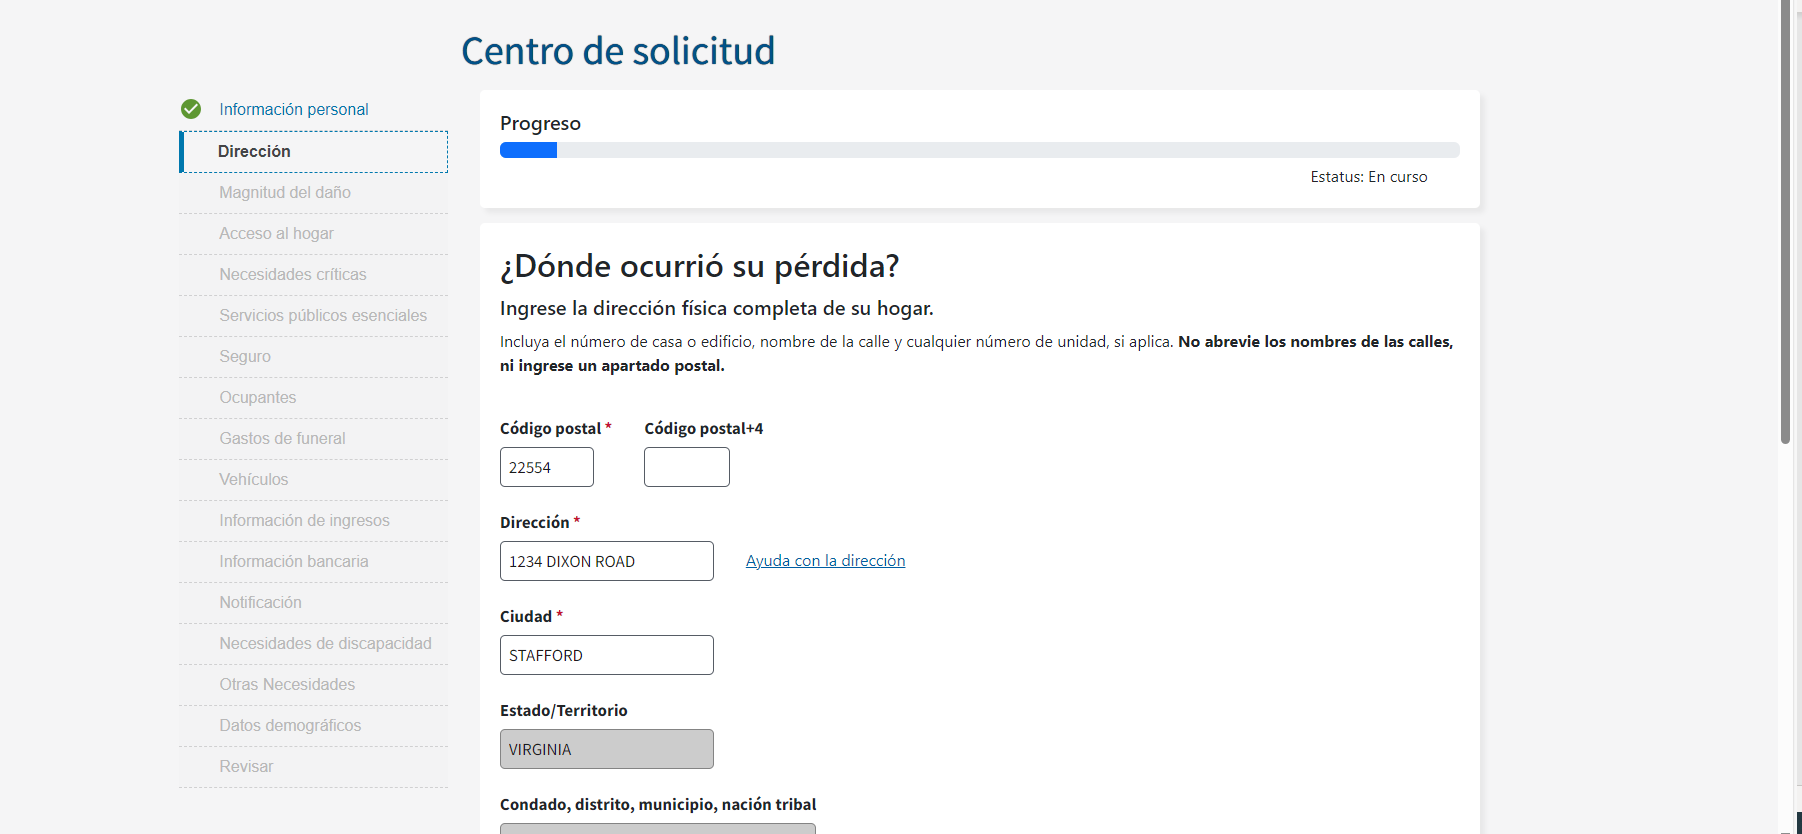 Centro de solicitud
Información personal
Dirección
Magnitud del daño
Acceso al hogar
Necesidades críticas
Servicios públicos esenciales
Seguro
Ocupantes
Gastos de funeral
Vehículos
Información de ingresos
Información bancaria
Notificación
Necesidades de discapacidad
Otras Necesidades
Datos demográficos
Revisar
Progreso
Estatus: En curso
¿Dónde ocurrió su pérdida?
Ingrese la dirección física completa de su hogar.
Incluya el número de casa o edificio, nombre de la calle y cualquier número de unidad, si aplica. No abrevie los nombres de las calles,
ni ingrese un apartado postal.
Código postal * Código postal+4
22554
Dirección *
1234 DIXON ROAD Ayuda con la dirección
Ciudad *
STAFFORD
Estado/Territorio
VIRGINIA
Condado, distrito, municipio, nación tribal